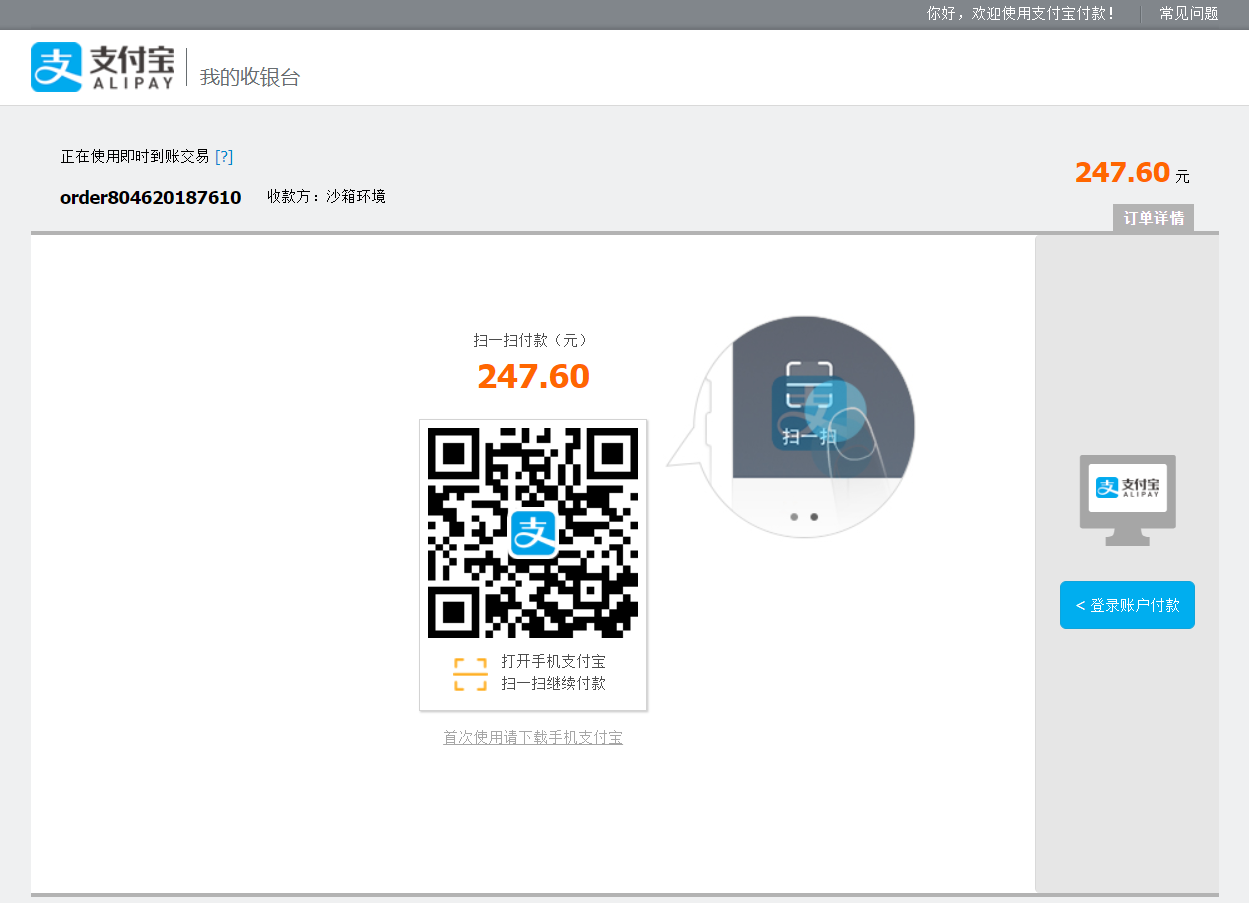 你好，欢迎使用支付宝付款！
常见问题
支付宝
ALIPAY
我的收银台
正在使用即时到账交易 [?]
247.60 元
order804620187610 收款方：沙箱环境
订单详情
扫一扫付款（元）
247.60
扫一扫
支
支付宝
ALIPAY
< 登录账户付款
打开手机支付宝
扫一扫继续付款
首次使用请下载手机支付宝